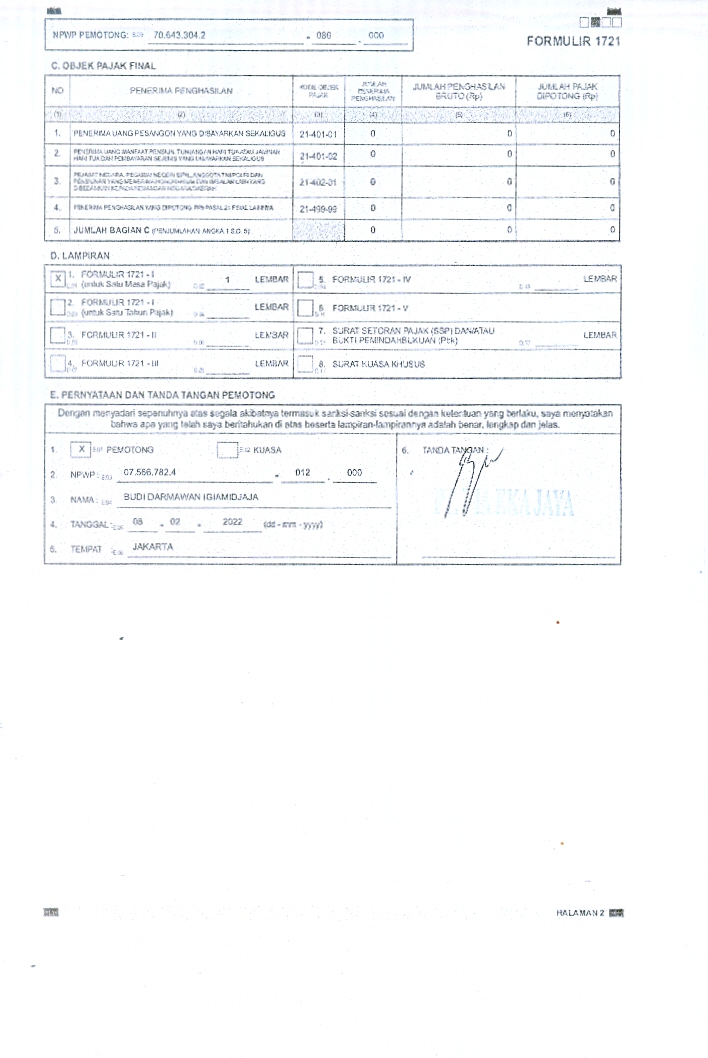 NPWP PEMOTONG: 70.643.304.2 - 086 . 000
FORMULIR 1721
C. OBJEK PAJAK FINAL
NO PENERIMA PENGHASILAN KODE OBJEK PAJAK JUMLAH PENERIMA PENGHASILAN JUMLAH PENGHASILAN BRUTO (Rp) JUMLAH PAJAK DIPOTONG (Rp)
(1) (2) (3) (4) (5) (6)
1. PENERIMA UANG PESANGON YANG DIBAYARKAN SEKALIGUS 21-401-01 0 0 0
2. PENERIMA UANG MANFAAT PENSIUN, TUNJANGAN HARI TUA ATAU JAMINAN
HARI TUA DAN PEMBAYARAN SEJENIS YANG DIBAYARKAN SEKALIGUS 21-401-02 0 0 0
3. PEJABAT NEGARA, PEGAWAI NEGERI SIPIL, ANGGOTA TNI/POLRI DAN
PENSIUNAN YANG MENERIMA HONORARIUM DAN IMBALAN LAIN YANG
DIBEBANKAN KEPADA KEUANGAN NEGARA/DAERAH 21-402-01 0 0 0
4. PENERIMA PENGHASILAN YANG DIPOTONG PPh PASAL 21 FINAL LAINNYA 21-499-99 0 0 0
5. JUMLAH BAGIAN C (PENJUMLAHAN ANGKA 1 S.D. 5) 0 0 0
D. LAMPIRAN
X 1. FORMULIR 1721 - I
(untuk Satu Masa Pajak) 1 LEMBAR
5. FORMULIR 1721 - IV LEMBAR
2. FORMULIR 1721 - I
(untuk Satu Tahun Pajak) LEMBAR
6. FORMULIR 1721 - V
3. FORMULIR 1721 - II LEMBAR
7. SURAT SETORAN PAJAK (SSP) DAN/ATAU
BUKTI PEMINDAHBUKUAN (Pbk) LEMBAR
4. FORMULIR 1721 - III LEMBAR
8. SURAT KUASA KHUSUS
E. PERNYATAAN DAN TANDA TANGAN PEMOTONG
Dengan menyadari sepenuhnya atas segala akibatnya termasuk sanksi-sanksi sesuai dengan ketentuan yang berlaku, saya menyatakan
bahwa apa yang telah saya beritahukan di atas beserta lampiran-lampirannya adalah benar, lengkap dan jelas.
1. X PEMOTONG KUASA
2. NPWP : 07.566.782.4 - 012 . 000
3. NAMA : BUDI DARMAWAN IGIAMIDJAJA
4. TANGGAL : 08 - 02 - 2022 (dd - mm - yyyy)
5. TEMPAT : JAKARTA
6. TANDA TANGAN :
EKA JAYA
HALAMAN 2